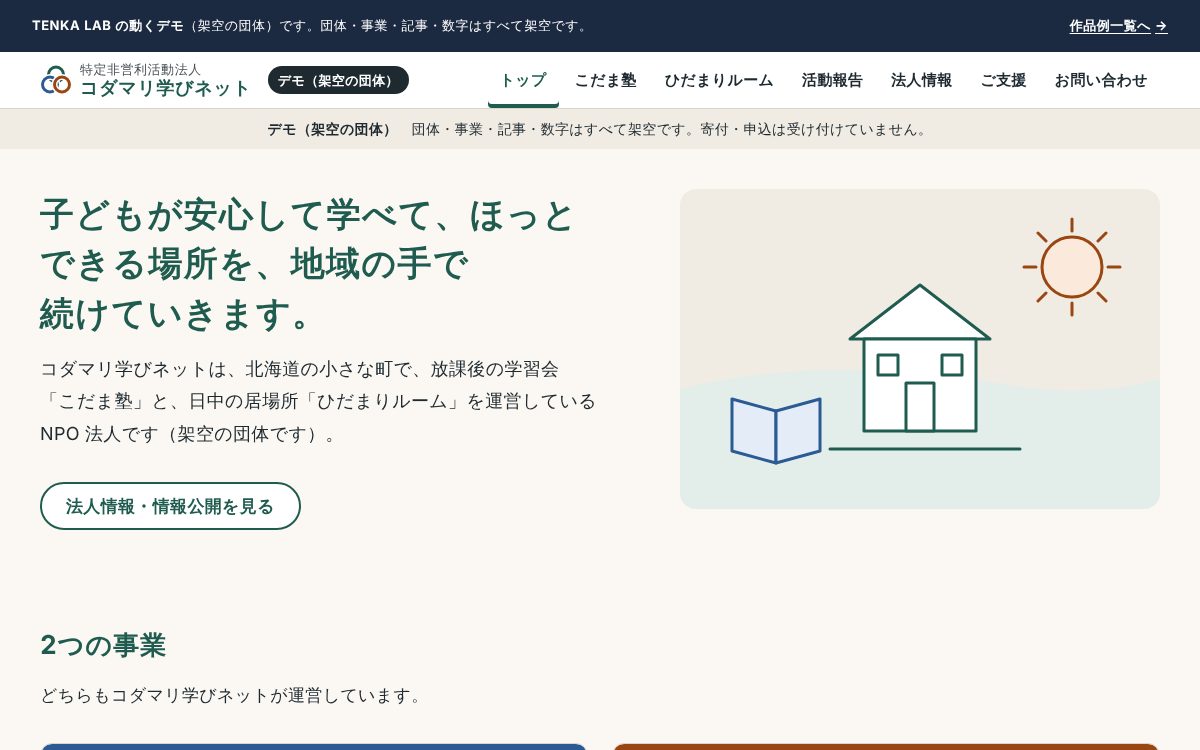 TENKA LAB の動くデモ（架空の団体）です。団体・事業・記事・数字はすべて架空です。
作品例一覧へ →
特定非営利活動法人
コダマリ学びネット
デモ（架空の団体）
トップ
こだま塾
ひだまりルーム
活動報告
法人情報
ご支援
お問い合わせ
デモ（架空の団体） 団体・事業・記事・数字はすべて架空です。寄付・申込は受け付けていません。
子どもが安心して学べて、ほっと
できる場所を、地域の手で
続けていきます。
コダマリ学びネットは、北海道の小さな町で、放課後の学習会
「こだま塾」と、日中の居場所「ひだまりルーム」を運営している
NPO 法人です（架空の団体です）。
法人情報・情報公開を見る
2つの事業
どちらもコダマリ学びネットが運営しています。